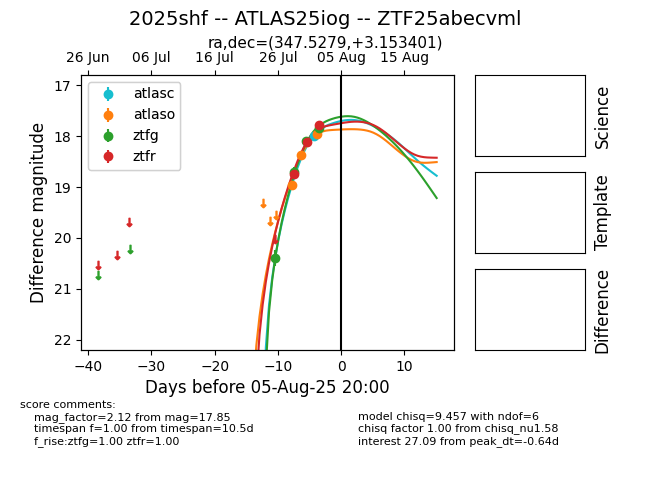 2025shf -- ATLAS25iog -- ZTF25abecvml
ra,dec=(347.5279,+3.153401)
26 Jun 06 Jul 16 Jul 26 Jul 05 Aug 15 Aug
17
18
19
20
21
22
Difference magnitude
atlasc
atlaso
ztfg
ztfr
−40 −30 −20 −10 0 10
Days before 05-Aug-25 20:00
Science
Template
Difference
score comments:
mag_factor=2.12 from mag=17.85
timespan f=1.00 from timespan=10.5d
f_rise:ztfg=1.00 ztfr=1.00
model chisq=9.457 with ndof=6
chisq factor 1.00 from chisq_nu1.58
interest 27.09 from peak_dt=-0.64d